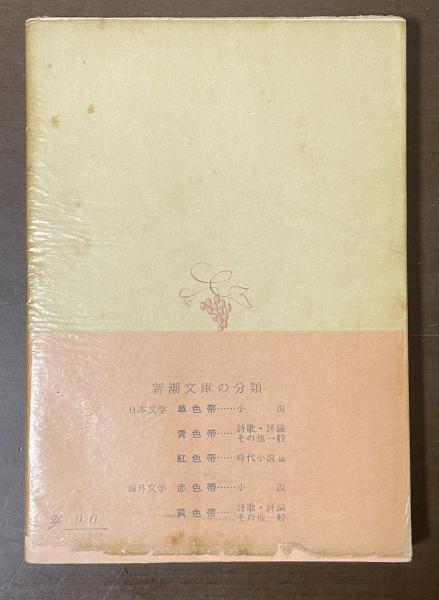 新潮文庫の分類
日本文学 草色帯……小説
青色帯……詩歌・評論
その他一般
紅色帯……時代小説他
海外文学 赤色帯……小説
黄色帯……詩歌・評論
その他一般
90